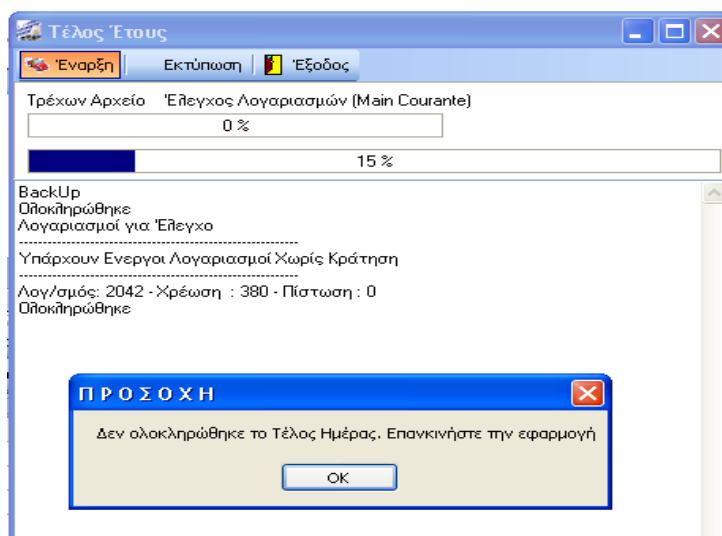 Τέλος Έτους
Έναρξη Εκτύπωση Έξοδος
Τρέχων Αρχείο Έλεγχος Λογαριασμών (Main Courante)
0 %
15 %
BackUp
Ολοκληρώθηκε
Λογαριασμοί για Έλεγχο
------------------------------------------------------------
Υπάρχουν Ενεργοι Λογαριασμοί Χωρίς Κράτηση
------------------------------------------------------------
Λογ/σμός: 2042 - Χρέωση : 380 - Πίστωση : 0
Ολοκληρώθηκε
ΠΡΟΣΟΧΗ
Δεν ολοκληρώθηκε το Τέλος Ημέρας. Επανκινήστε την εφαρμογή
OK